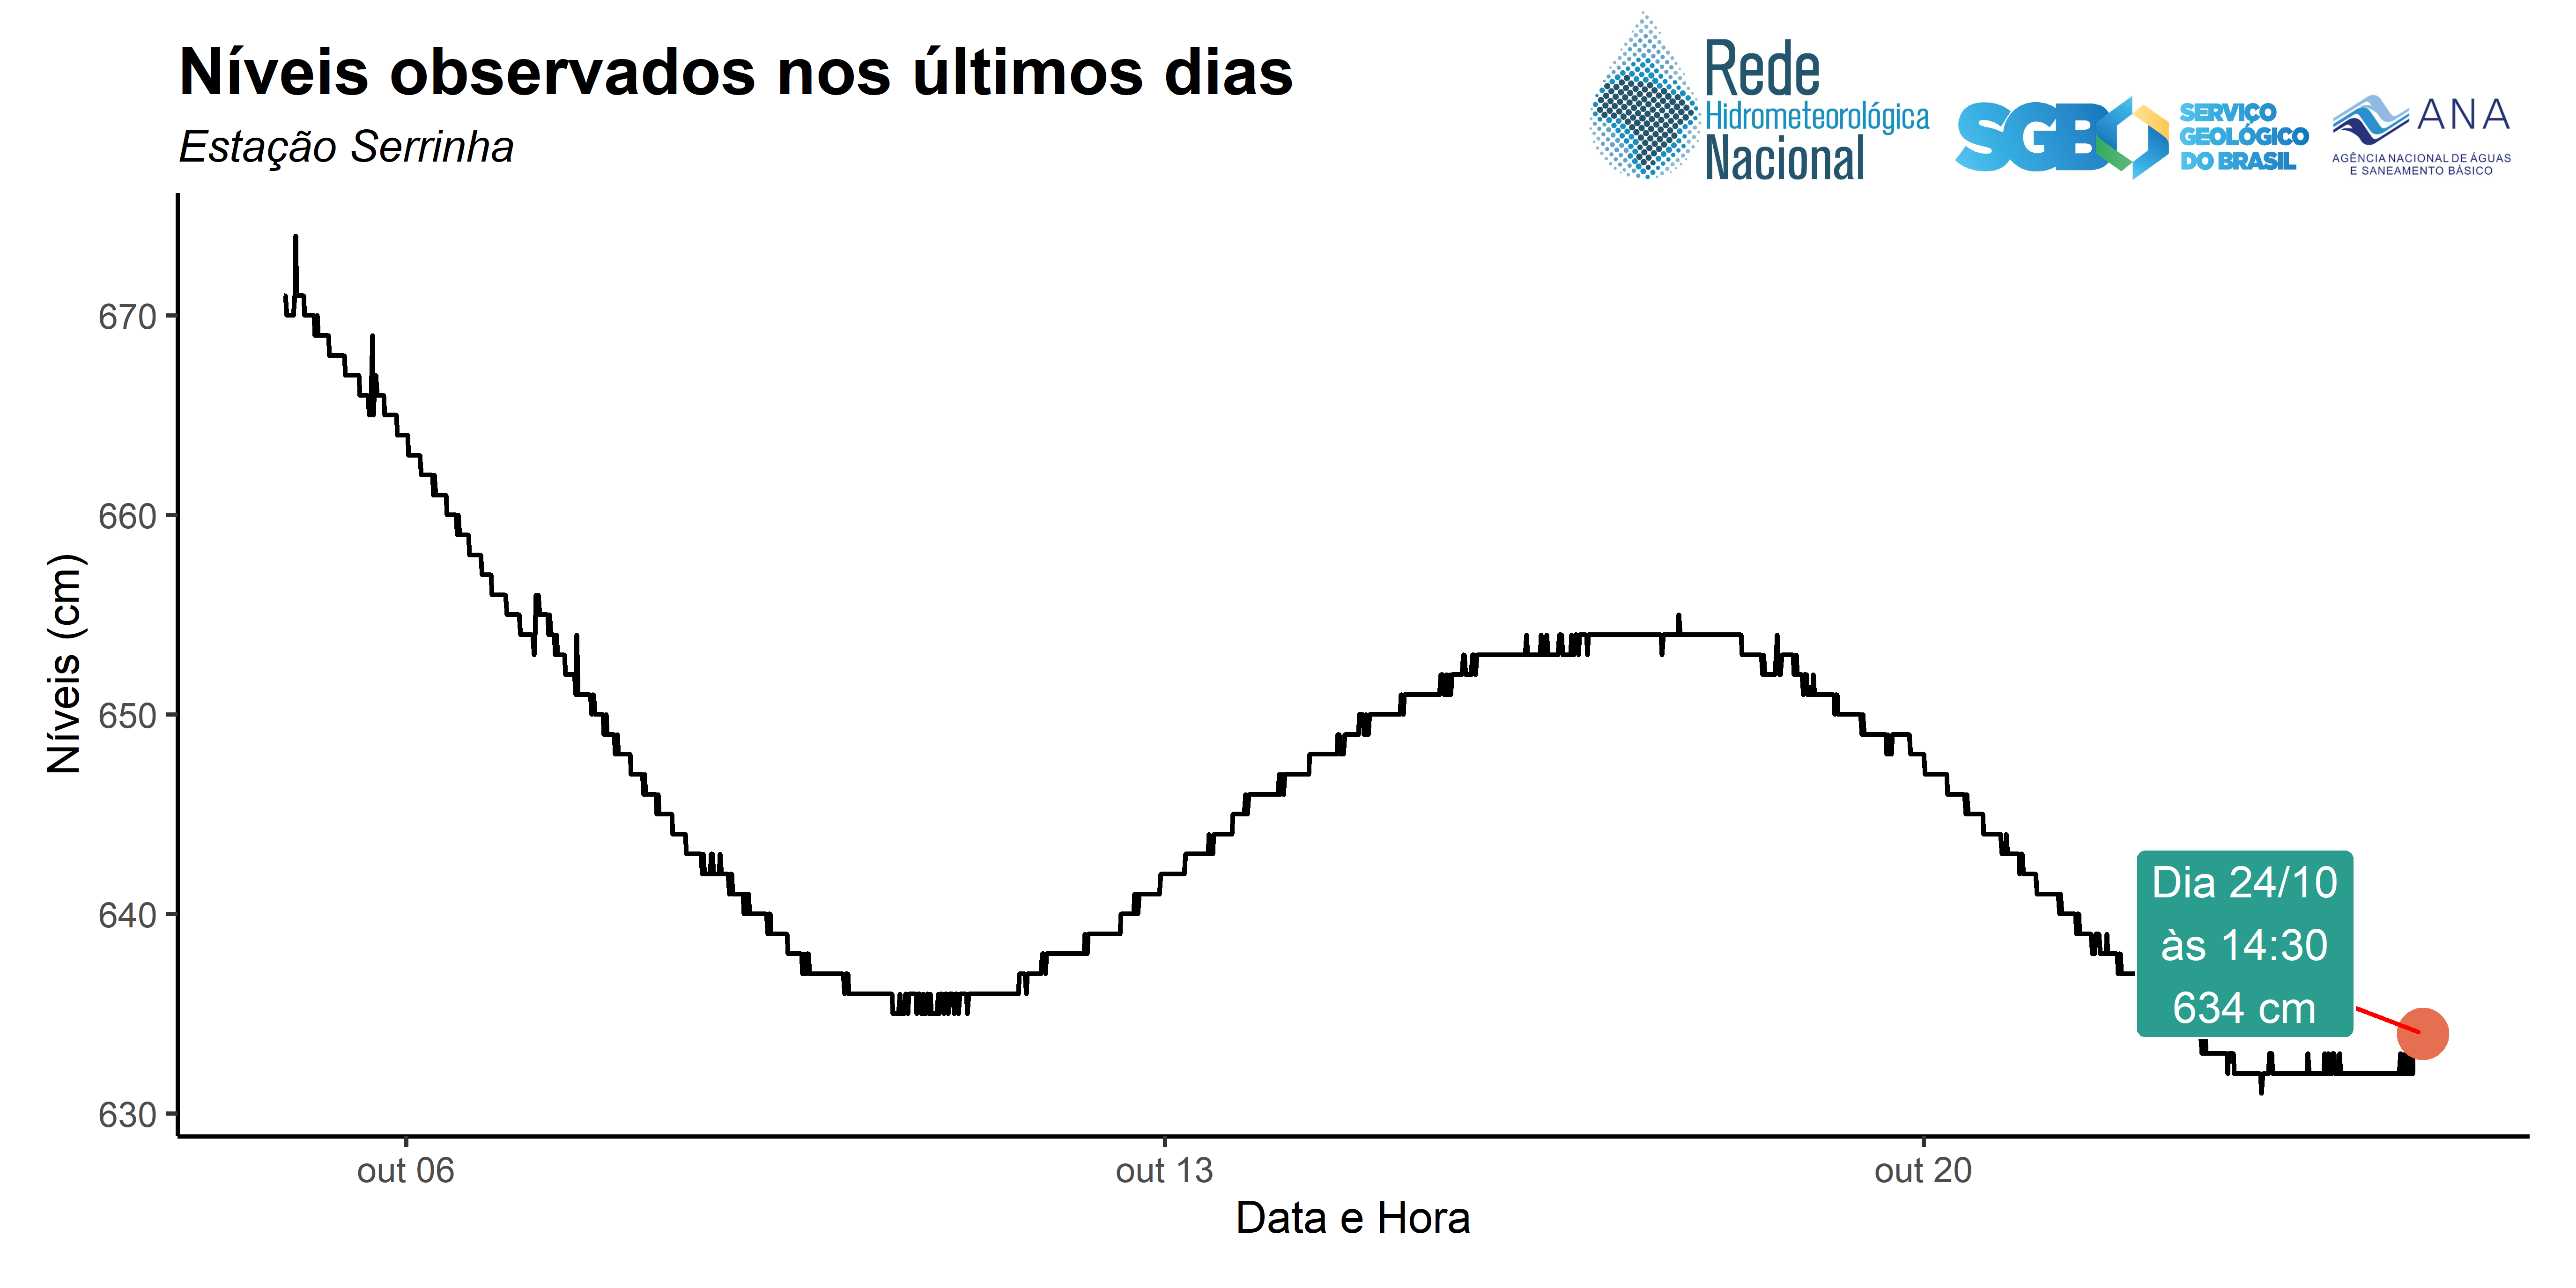 Níveis observados nos últimos dias
Estação Serrinha
Rede
Hidrometeorológica
Nacional
SGB
SERVIÇO
GEOLÓGICO
DO BRASIL
ANA
AGÊNCIA NACIONAL DE ÁGUAS
E SANEAMENTO BÁSICO
Níveis (cm)
670
660
650
640
630
Dia 24/10
às 14:30
634 cm
out 06
out 13
out 20
Data e Hora